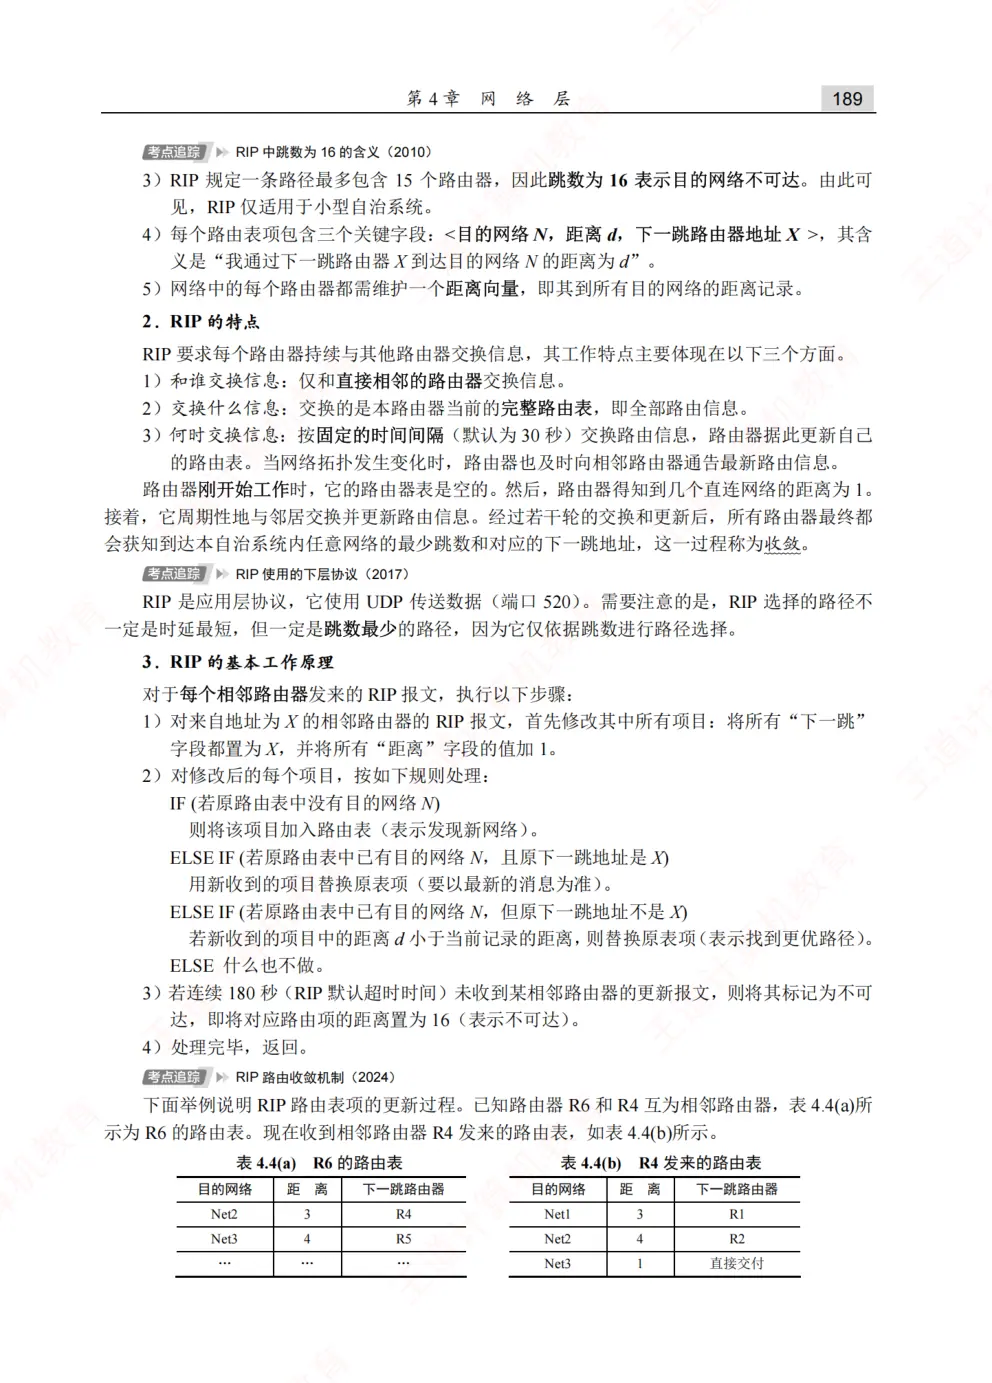 第 4 章 网 络 层 189
考点追踪 RIP 中跳数为 16 的含义（2010）
3）RIP 规定一条路径最多包含 15 个路由器，因此跳数为 16 表示目的网络不可达。由此可
见，RIP 仅适用于小型自治系统。
4）每个路由表项包含三个关键字段：<目的网络 N，距离 d，下一跳路由器地址 X >，其含
义是“我通过下一跳路由器 X 到达目的网络 N 的距离为 d”。
5）网络中的每个路由器都需维护一个距离向量，即其到所有目的网络的距离记录。
2．RIP 的特点
RIP 要求每个路由器持续与其他路由器交换信息，其工作特点主要体现在以下三个方面。
1）和谁交换信息：仅和直接相邻的路由器交换信息。
2）交换什么信息：交换的是本路由器当前的完整路由表，即全部路由信息。
3）何时交换信息：按固定的时间间隔（默认为 30 秒）交换路由信息，路由器据此更新自己
的路由表。当网络拓扑发生变化时，路由器也及时向相邻路由器通告最新路由信息。
路由器刚开始工作时，它的路由器表是空的。然后，路由器得知到几个直连网络的距离为 1。
接着，它周期性地与邻居交换并更新路由信息。经过若干轮的交换和更新后，所有路由器最终都
会获知到达本自治系统内任意网络的最少跳数和对应的下一跳地址，这一过程称为收敛。
考点追踪 RIP 使用的下层协议（2017）
RIP 是应用层协议，它使用 UDP 传送数据（端口 520）。需要注意的是，RIP 选择的路径不
一定是时延最短，但一定是跳数最少的路径，因为它仅依据跳数进行路径选择。
3．RIP 的基本工作原理
对于每个相邻路由器发来的 RIP 报文，执行以下步骤：
1）对来自地址为 X 的相邻路由器的 RIP 报文，首先修改其中所有项目：将所有“下一跳”
字段都置为 X，并将所有“距离”字段的值加 1。
2）对修改后的每个项目，按如下规则处理：
IF (若原路由表中没有目的网络 N)
则将该项目加入路由表（表示发现新网络）。
ELSE IF (若原路由表中已有目的网络 N，且原下一跳地址是 X)
用新收到的项目替换原表项（要以最新的消息为准）。
ELSE IF (若原路由表中已有目的网络 N，但原下一跳地址不是 X)
若新收到的项目中的距离 d 小于当前记录的距离，则替换原表项（表示找到更优路径）。
ELSE 什么也不做。
3）若连续 180 秒（RIP 默认超时时间）未收到某相邻路由器的更新报文，则将其标记为不可
达，即将对应路由项的距离置为 16（表示不可达）。
4）处理完毕，返回。
考点追踪 RIP 路由收敛机制（2024）
下面举例说明 RIP 路由表项的更新过程。已知路由器 R6 和 R4 互为相邻路由器，表 4.4(a)所
示为 R6 的路由表。现在收到相邻路由器 R4 发来的路由表，如表 4.4(b)所示。
表 4.4(a) R6 的路由表
目的网络 距 离 下一跳路由器
Net2 3 R4
Net3 4 R5
… … …
表 4.4(b) R4 发来的路由表
目的网络 距 离 下一跳路由器
Net1 3 R1
Net2 4 R2
Net3 1 直接交付